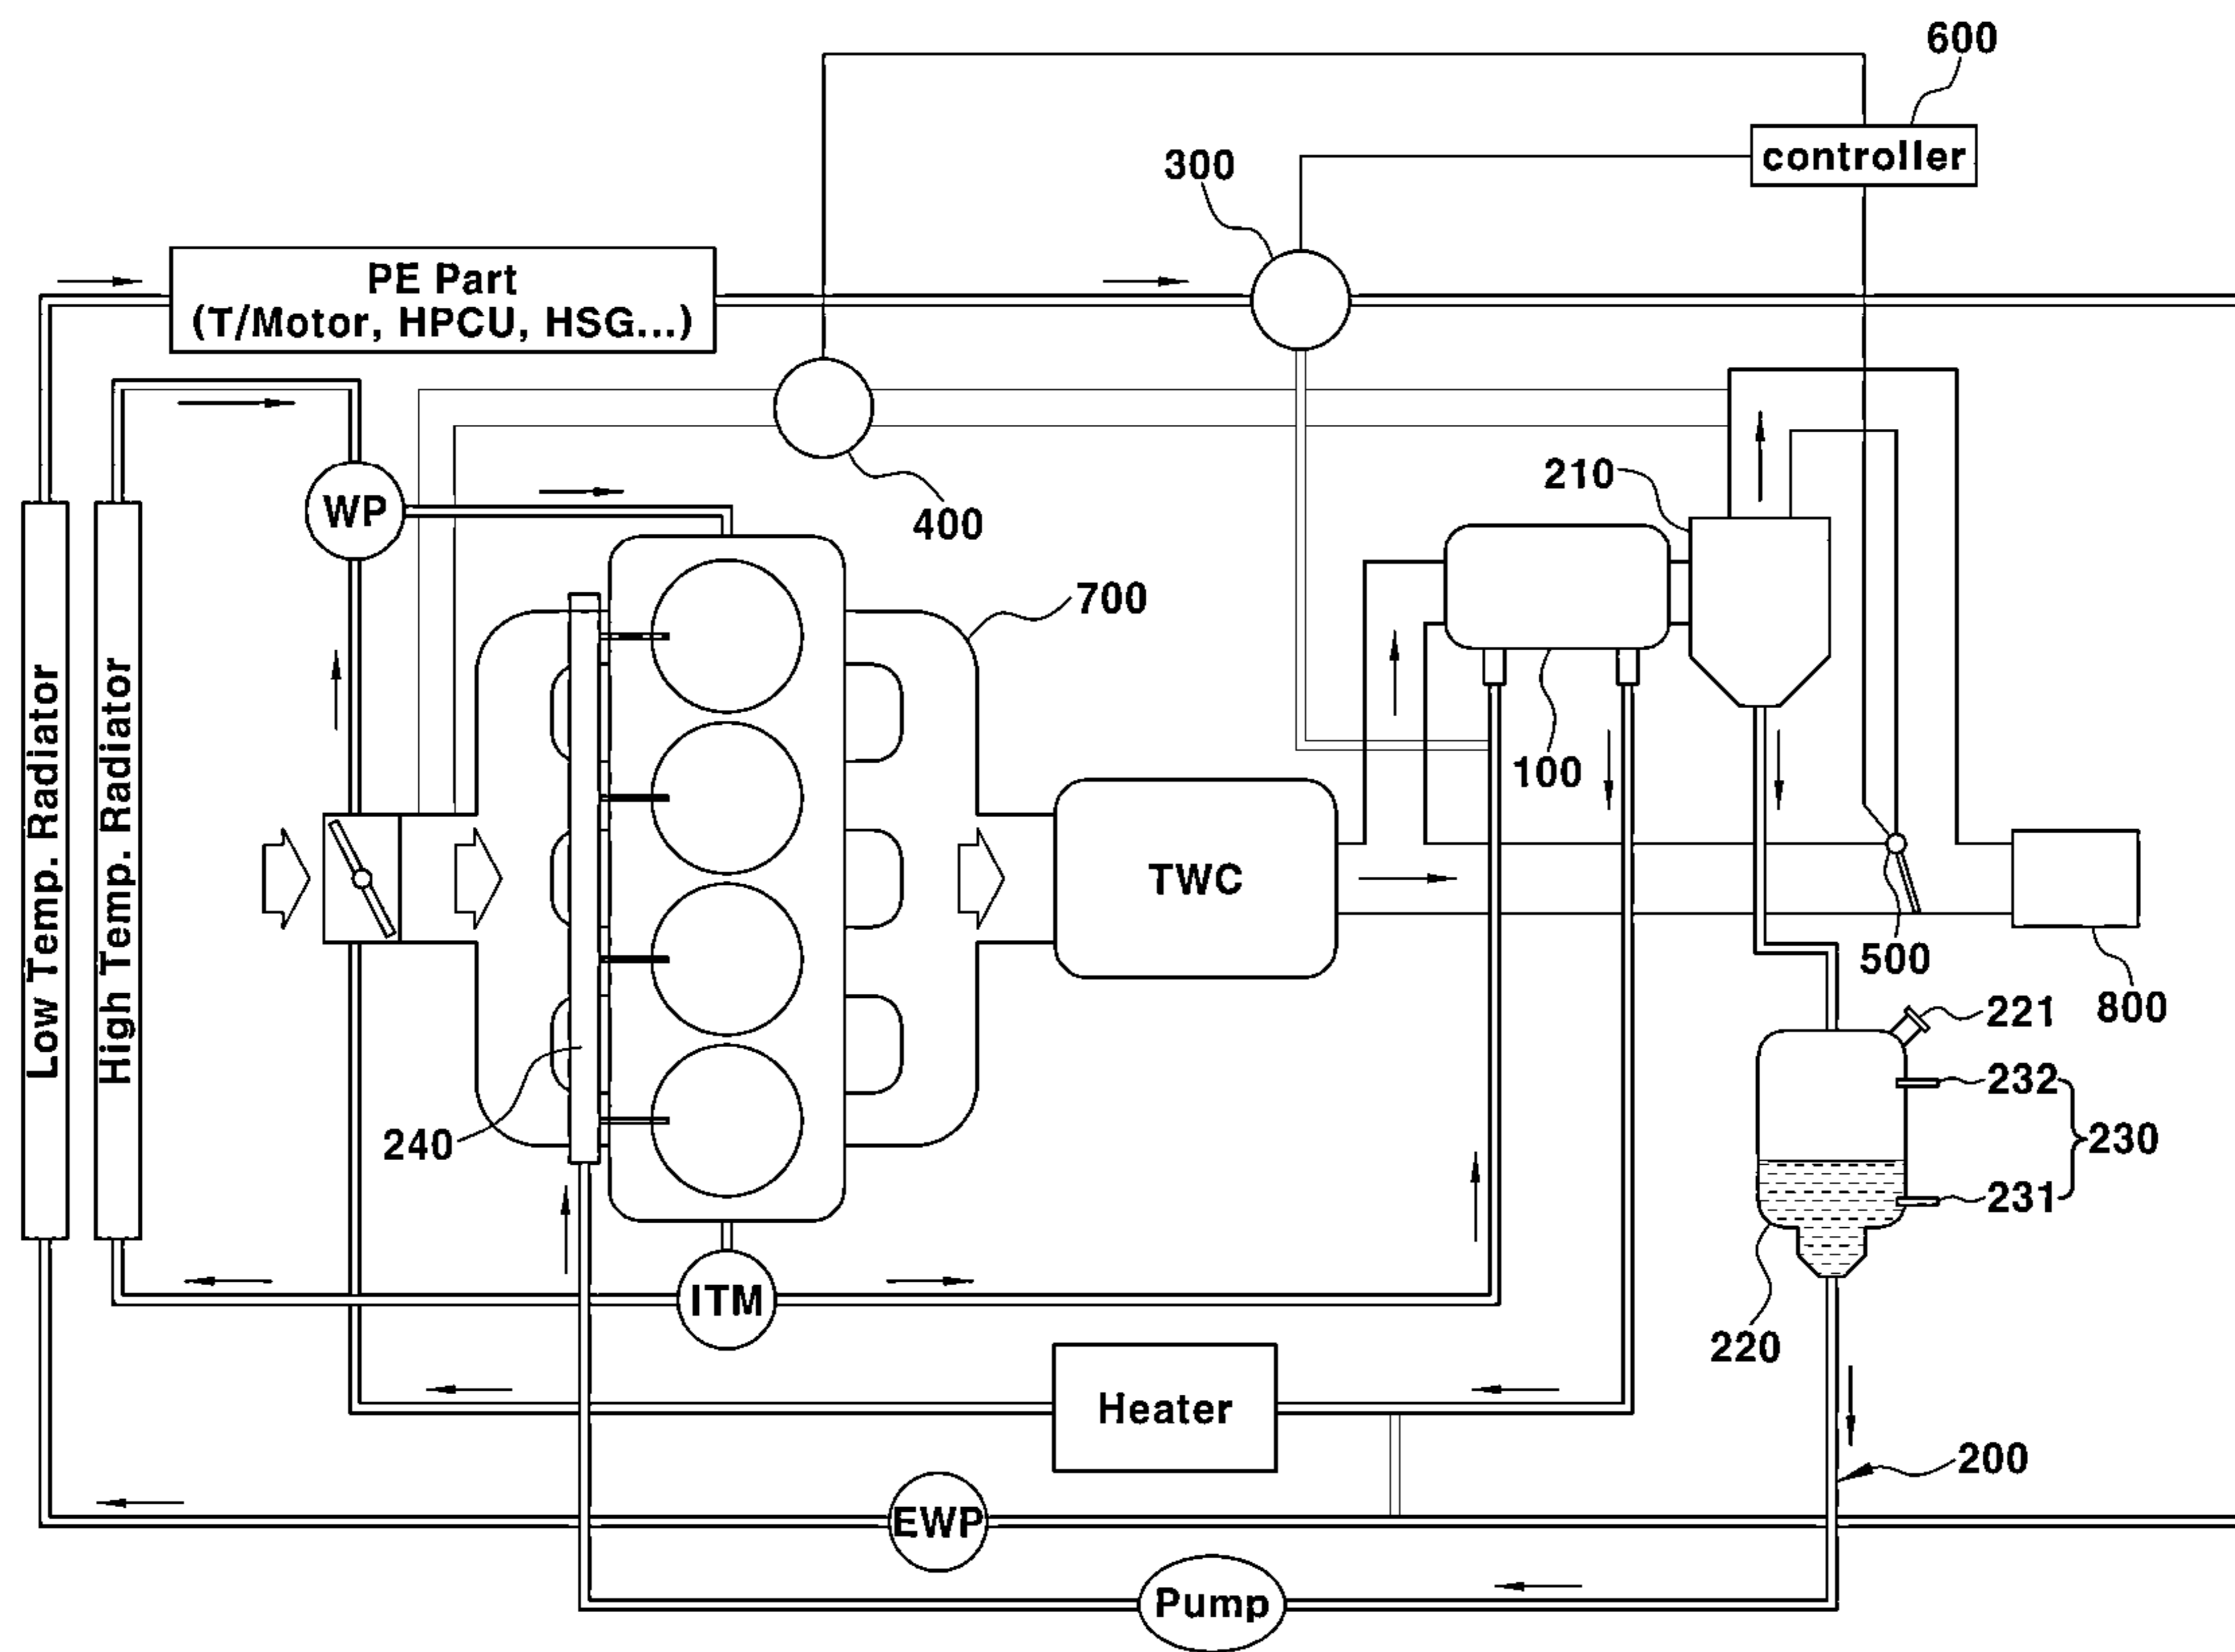 600
controller
300
PE Part
(T/Motor, HPCU, HSG...)
210
WP
400
700
Low Temp. Radiator
High Temp. Radiator
100
TWC
500
800
221
232
230
231
240
ITM
220
Heater
200
EWP
Pump